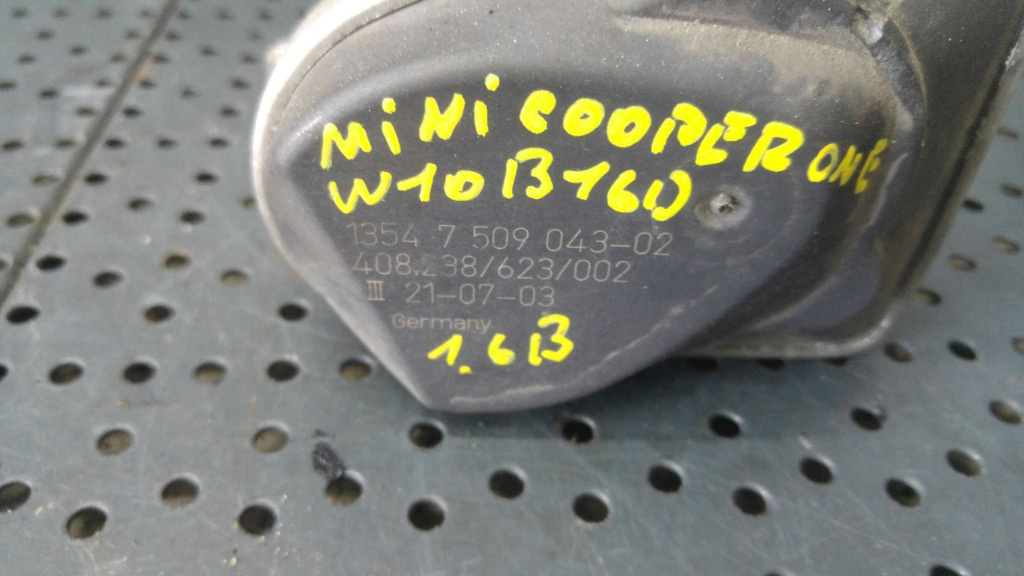 MiNi COOPER ONE
W10B16D
1354 7 509 043-02
408.238/623/002
III 21-07-03
Germany
1.6B